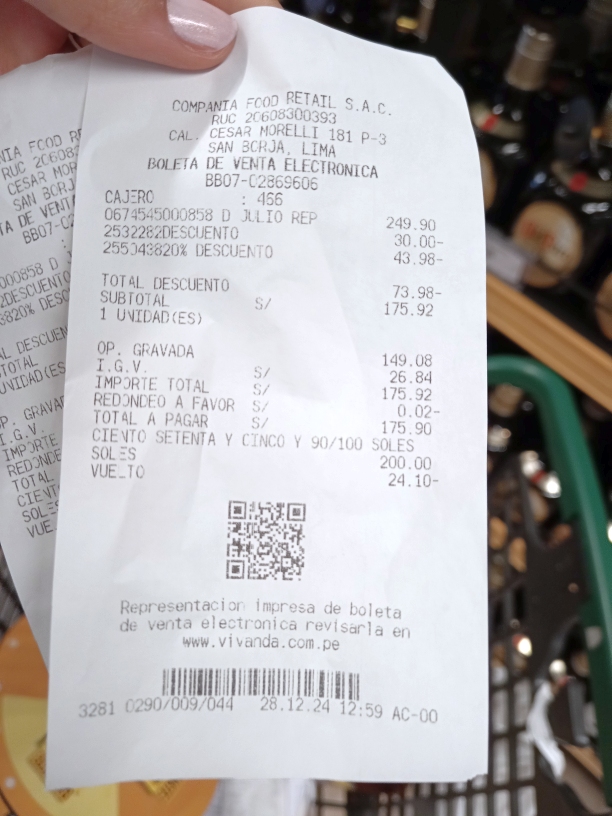 COMPANIA FOOD RETAIL S.A.C.
RUC 20608300393
CAL. CESAR MORELLI 181 P-3
SAN BORJA, LIMA
BOLETA DE VENTA ELECTRONICA
BB07-02869606
CAJERO : 466
0674545000858 D JULIO REP 249.90
2532282DESCUENTO 30.00-
255043820% DESCUENTO 43.98-
TOTAL DESCUENTO 73.98-
SUBTOTAL S/ 175.92
1 UNIDAD(ES)
OP. GRAVADA 149.08
I.G.V. S/ 26.84
IMPORTE TOTAL S/ 175.92
REDONDEO A FAVOR S/ 0.02-
TOTAL A PAGAR S/ 175.90
CIENTO SETENTA Y CINCO Y 90/100 SOLES
SOLES 200.00
VUELTO 24.10-
Representacion impresa de boleta
de venta electronica revisarla en
www.vivanda.com.pe
3281 0290/009/044 28.12.24 12:59 AC-00
NIA FOOD RE
RUC 20608
CESAR MOR
SAN BORJ
TA DE VENT
BB07-02
:
00858 D
2DESCUENTO
3820% DESC
AL DESCUEN
TOTAL
UNIDAD(ES
OP. GRAVAD
I.G.V.
IMPORTE
REDONDE
TOTAL
CIENT
SOLES
VUE